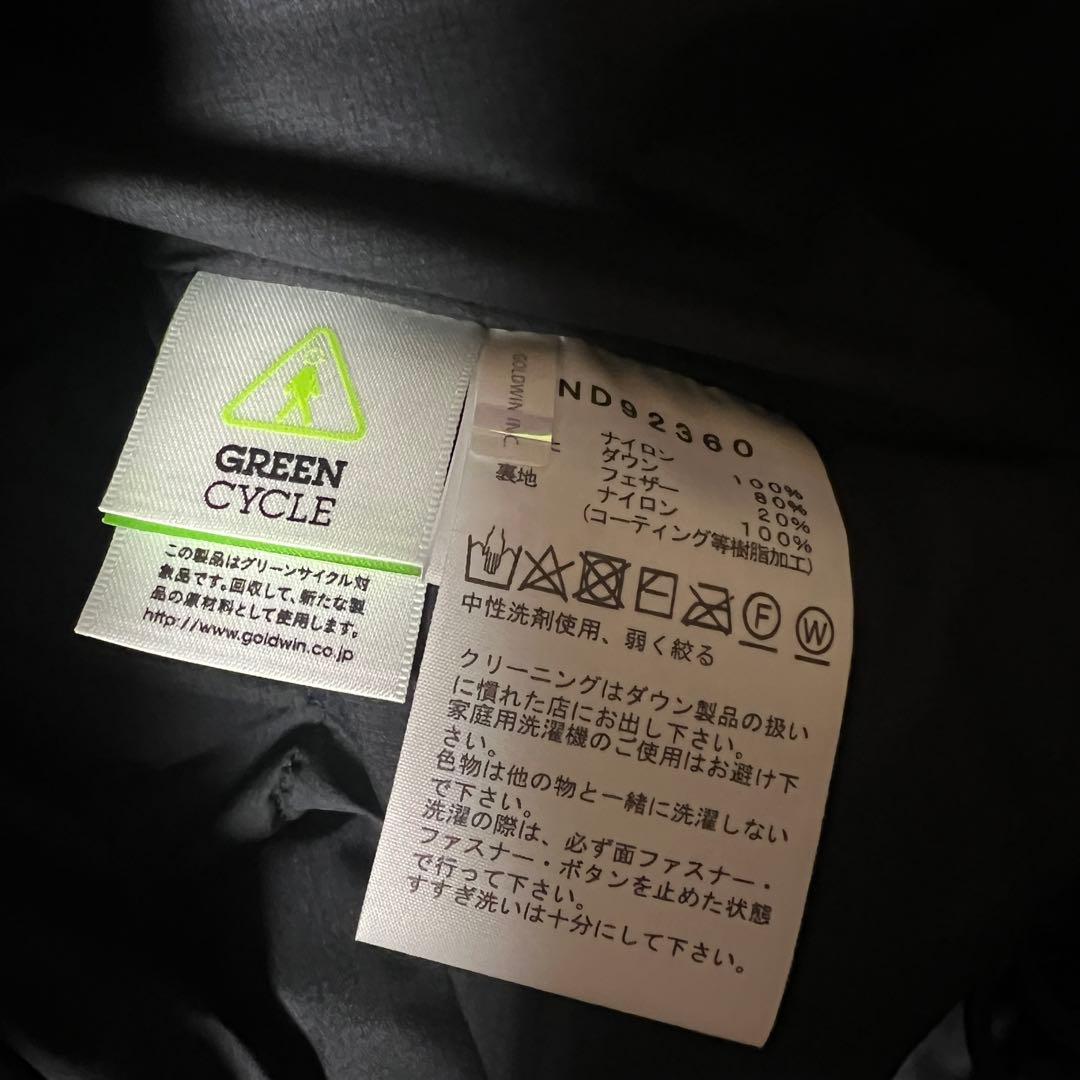 GREEN
CYCLE
この製品はグリーンサイクル対
象品です。回収して、新たな製
品の原材料として使用します。
http://www.goldwin.co.jp
GOLDWIN INC
ND92360
ナイロン 100%
ダウン 80%
フェザー 20%
裏地 ナイロン 100%
(コーティング等樹脂加工)
F
W
中性洗剤使用、弱く絞る
クリーニングはダウン製品の扱い
に慣れた店にお出し下さい。
家庭用洗濯機のご使用はお避け下
さい。
色物は他の物と一緒に洗濯しない
で下さい。
洗濯の際は、必ず面ファスナー・
ファスナー・ボタンを止めた状態
で行って下さい。
すすぎ洗いは十分にして下さい。